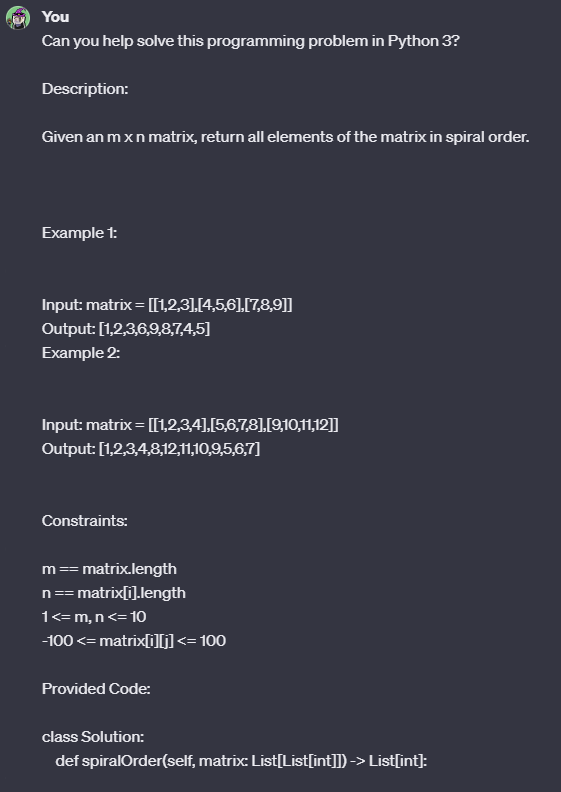 You
Can you help solve this programming problem in Python 3?
Description:
Given an m x n matrix, return all elements of the matrix in spiral order.
Example 1:
Input: matrix = [[1,2,3],[4,5,6],[7,8,9]]
Output: [1,2,3,6,9,8,7,4,5]
Example 2:
Input: matrix = [[1,2,3,4],[5,6,7,8],[9,10,11,12]]
Output: [1,2,3,4,8,12,11,10,9,5,6,7]
Constraints:
m == matrix.length
n == matrix[i].length
1 <= m, n <= 10
-100 <= matrix[i][j] <= 100
Provided Code:
class Solution:
    def spiralOrder(self, matrix: List[List[int]]) -> List[int]: